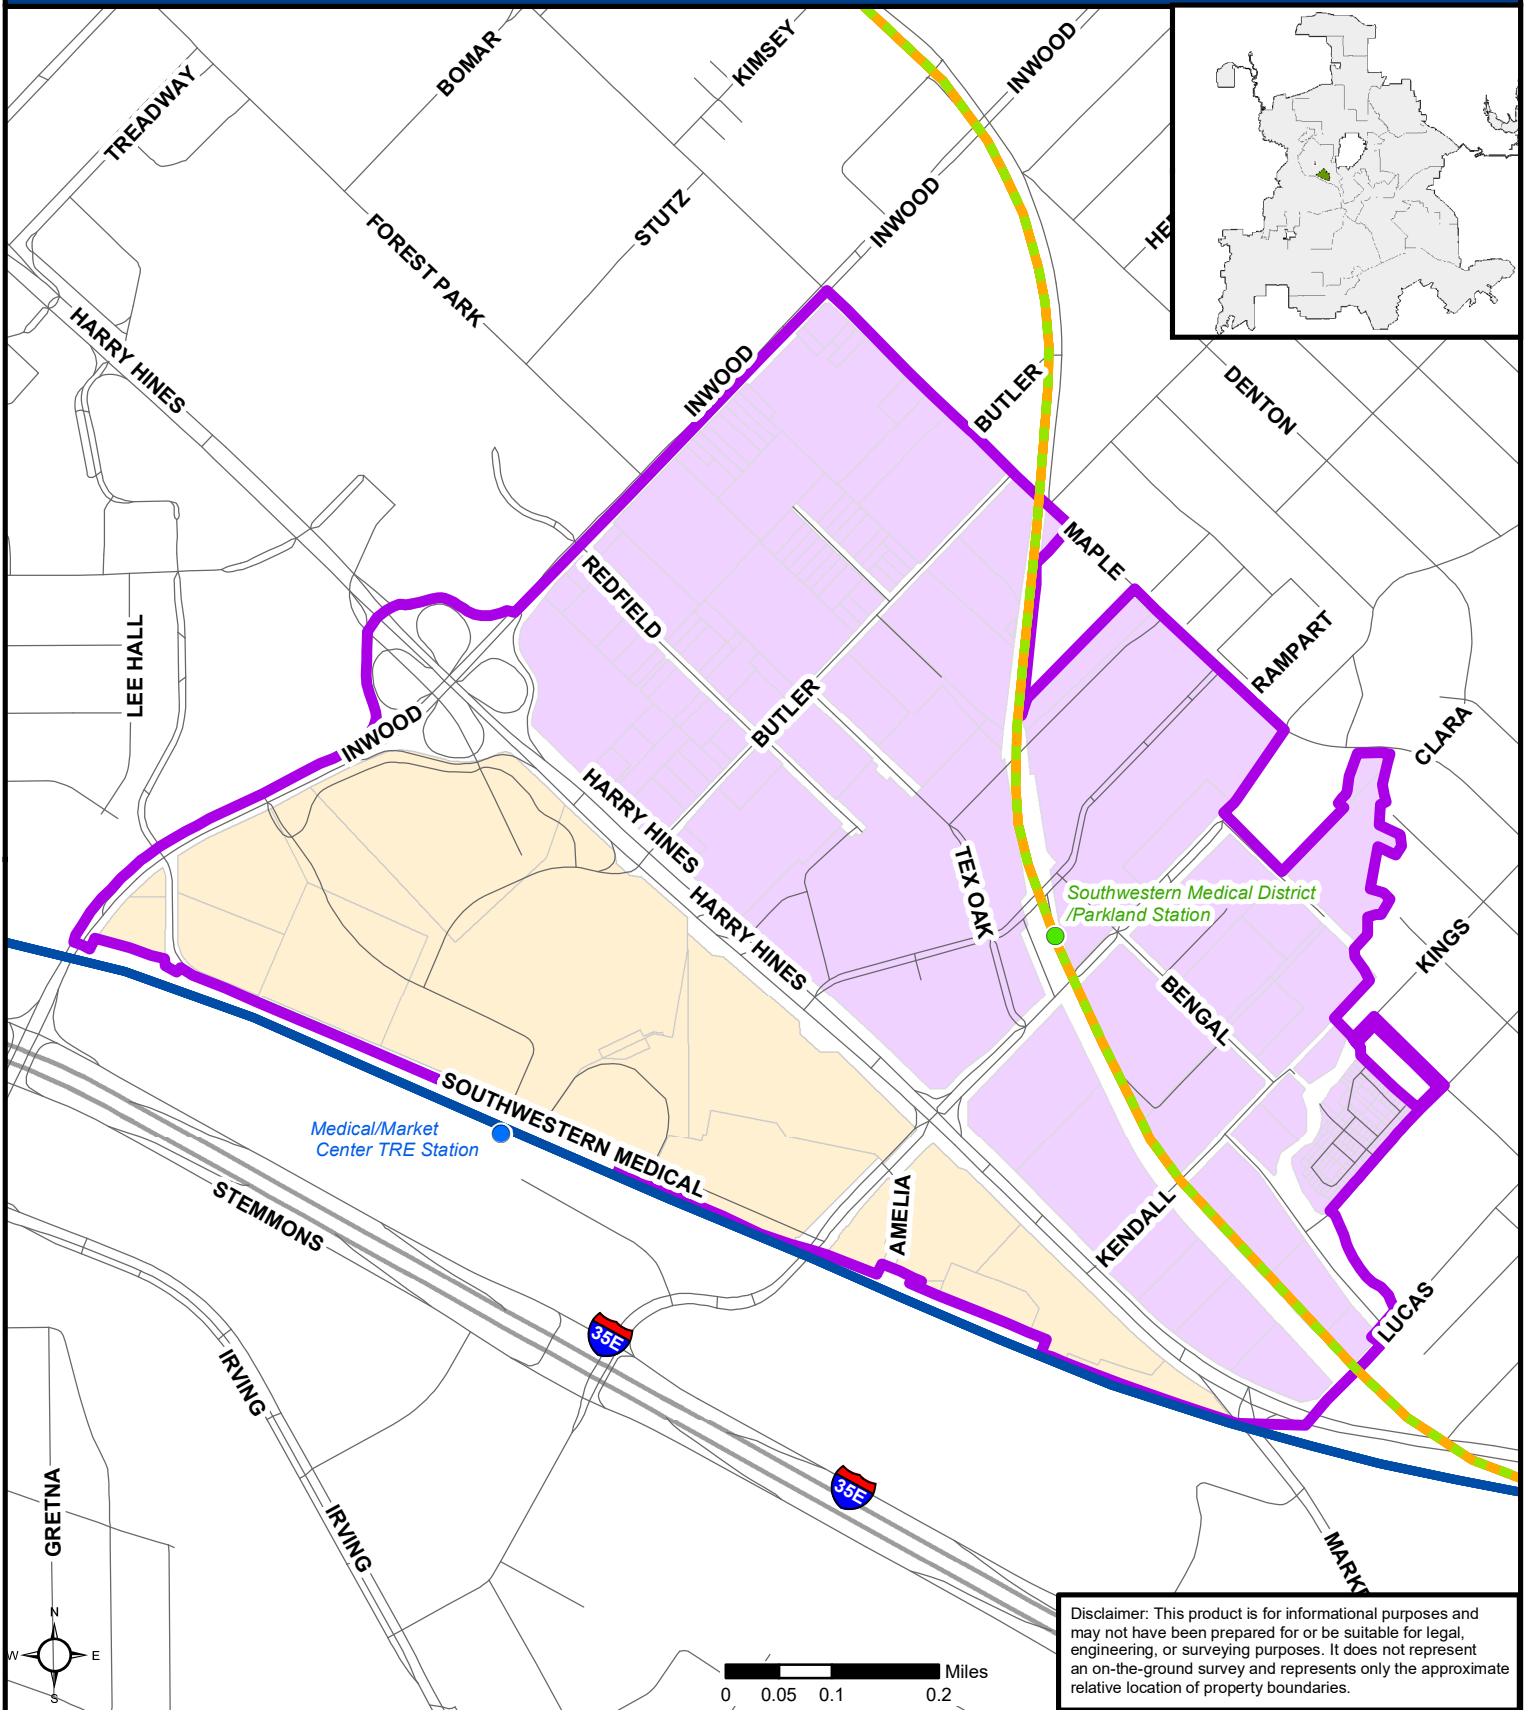 TREADWAY
BOMAR
KIMSEY
INWOOD
STUTZ
INWOOD
FOREST PARK
HARRY HINES
INWOOD
BUTLER
DENTON
MAPLE
REDFIELD
LEE HALL
RAMPART
INWOOD
BUTLER
CLARA
HARRY HINES
HARRY HINES
TEX OAK
Southwestern Medical District
/Parkland Station
KINGS
BENGAL
SOUTHWESTERN MEDICAL
Medical/Market
Center TRE Station
STEMMONS
AMELIA
KENDALL
LUCAS
35E
IRVING
35E
GRETNA
IRVING
N
W
E
S
Miles
0 0.05 0.1 0.2
Disclaimer: This product is for informational purposes and
may not have been prepared for or be suitable for legal,
engineering, or surveying purposes. It does not represent
an on-the-ground survey and represents only the approximate
relative location of property boundaries.